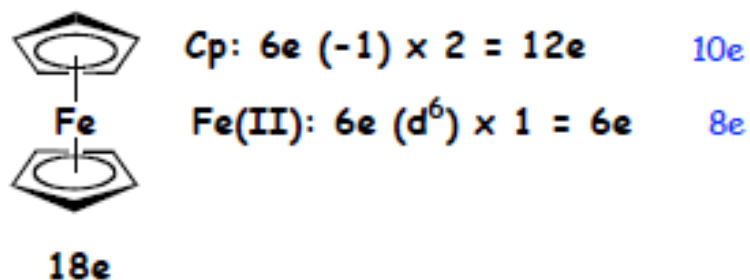 Cp: 6e (-1) x 2 = 12e 10e
Fe
Fe(II): 6e (d⁶) x 1 = 6e 8e
18e